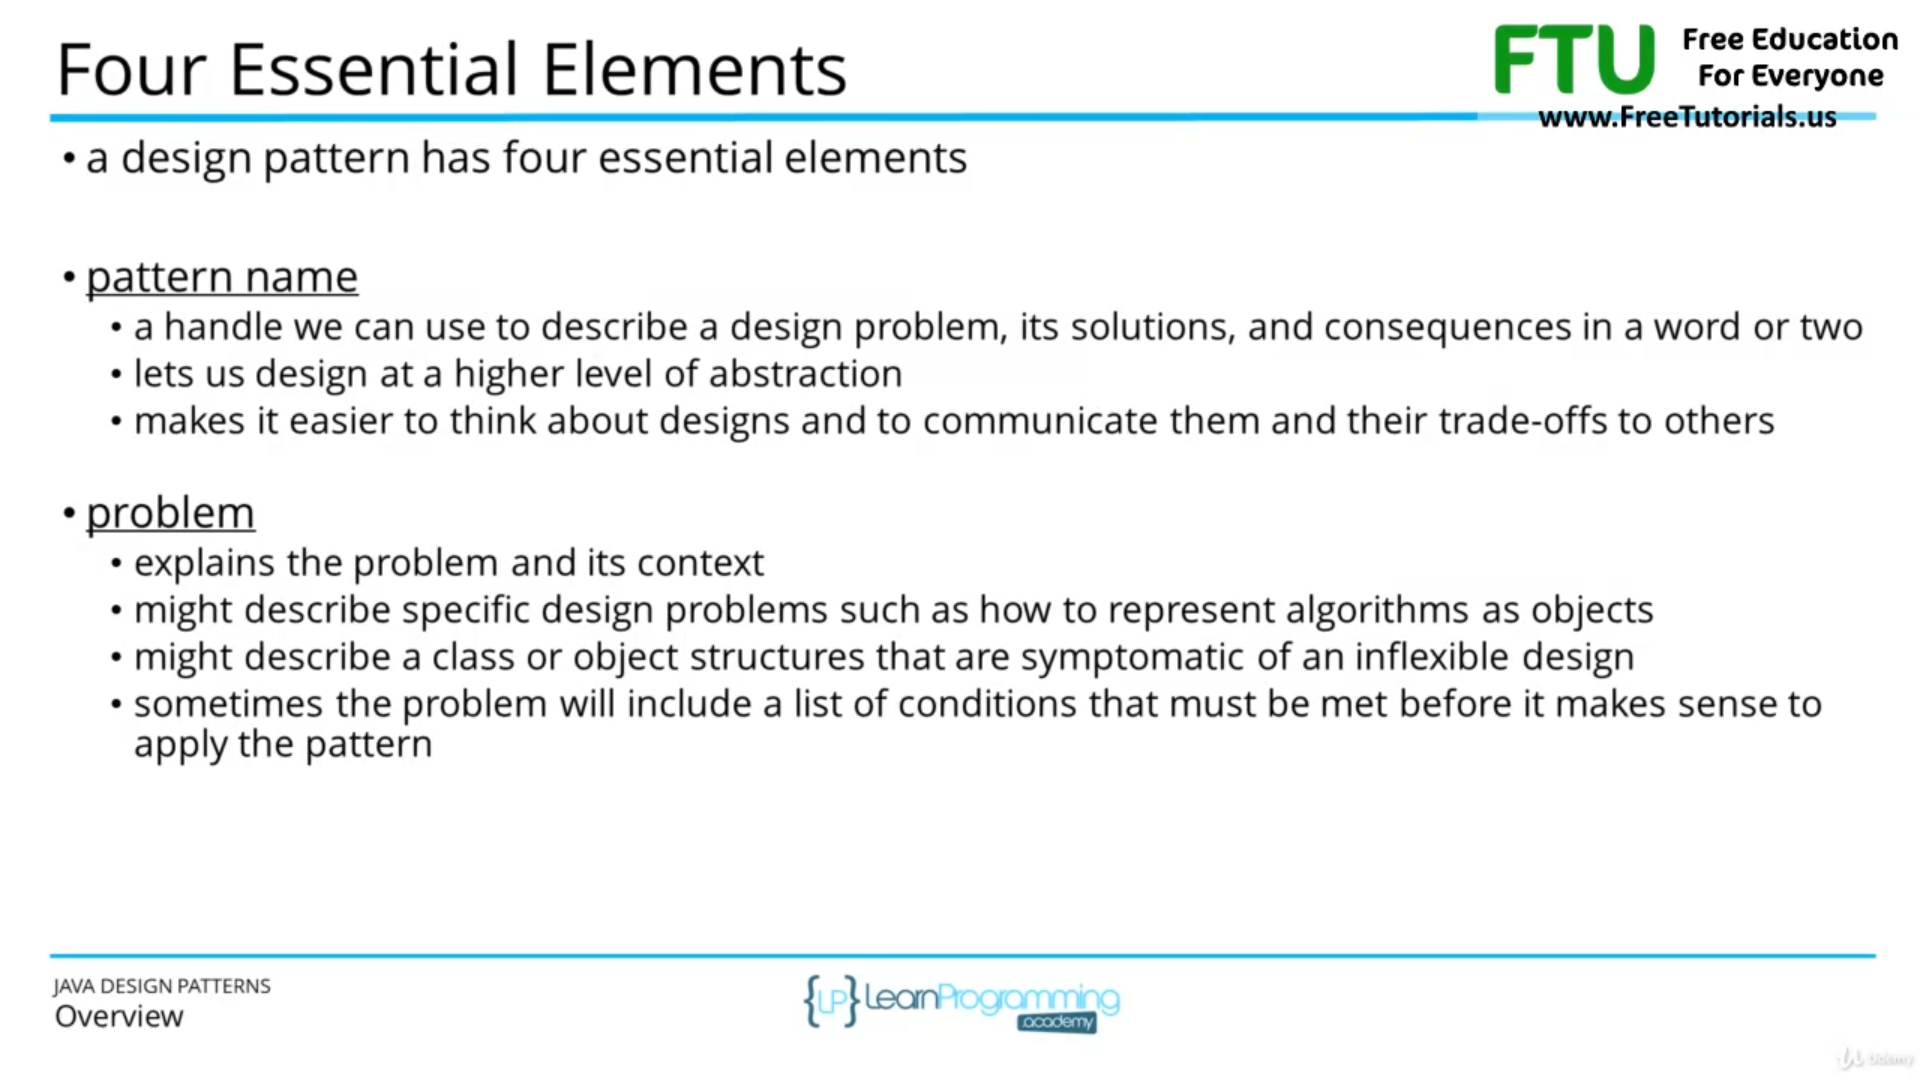 Four Essential Elements
FTU Free Education
For Everyone
www.FreeTutorials.us
• a design pattern has four essential elements
• pattern name
• a handle we can use to describe a design problem, its solutions, and consequences in a word or two
• lets us design at a higher level of abstraction
• makes it easier to think about designs and to communicate them and their trade-offs to others
• problem
• explains the problem and its context
• might describe specific design problems such as how to represent algorithms as objects
• might describe a class or object structures that are symptomatic of an inflexible design
• sometimes the problem will include a list of conditions that must be met before it makes sense to
apply the pattern
JAVA DESIGN PATTERNS
Overview
{LP} LearnProgramming
academy
Udemy